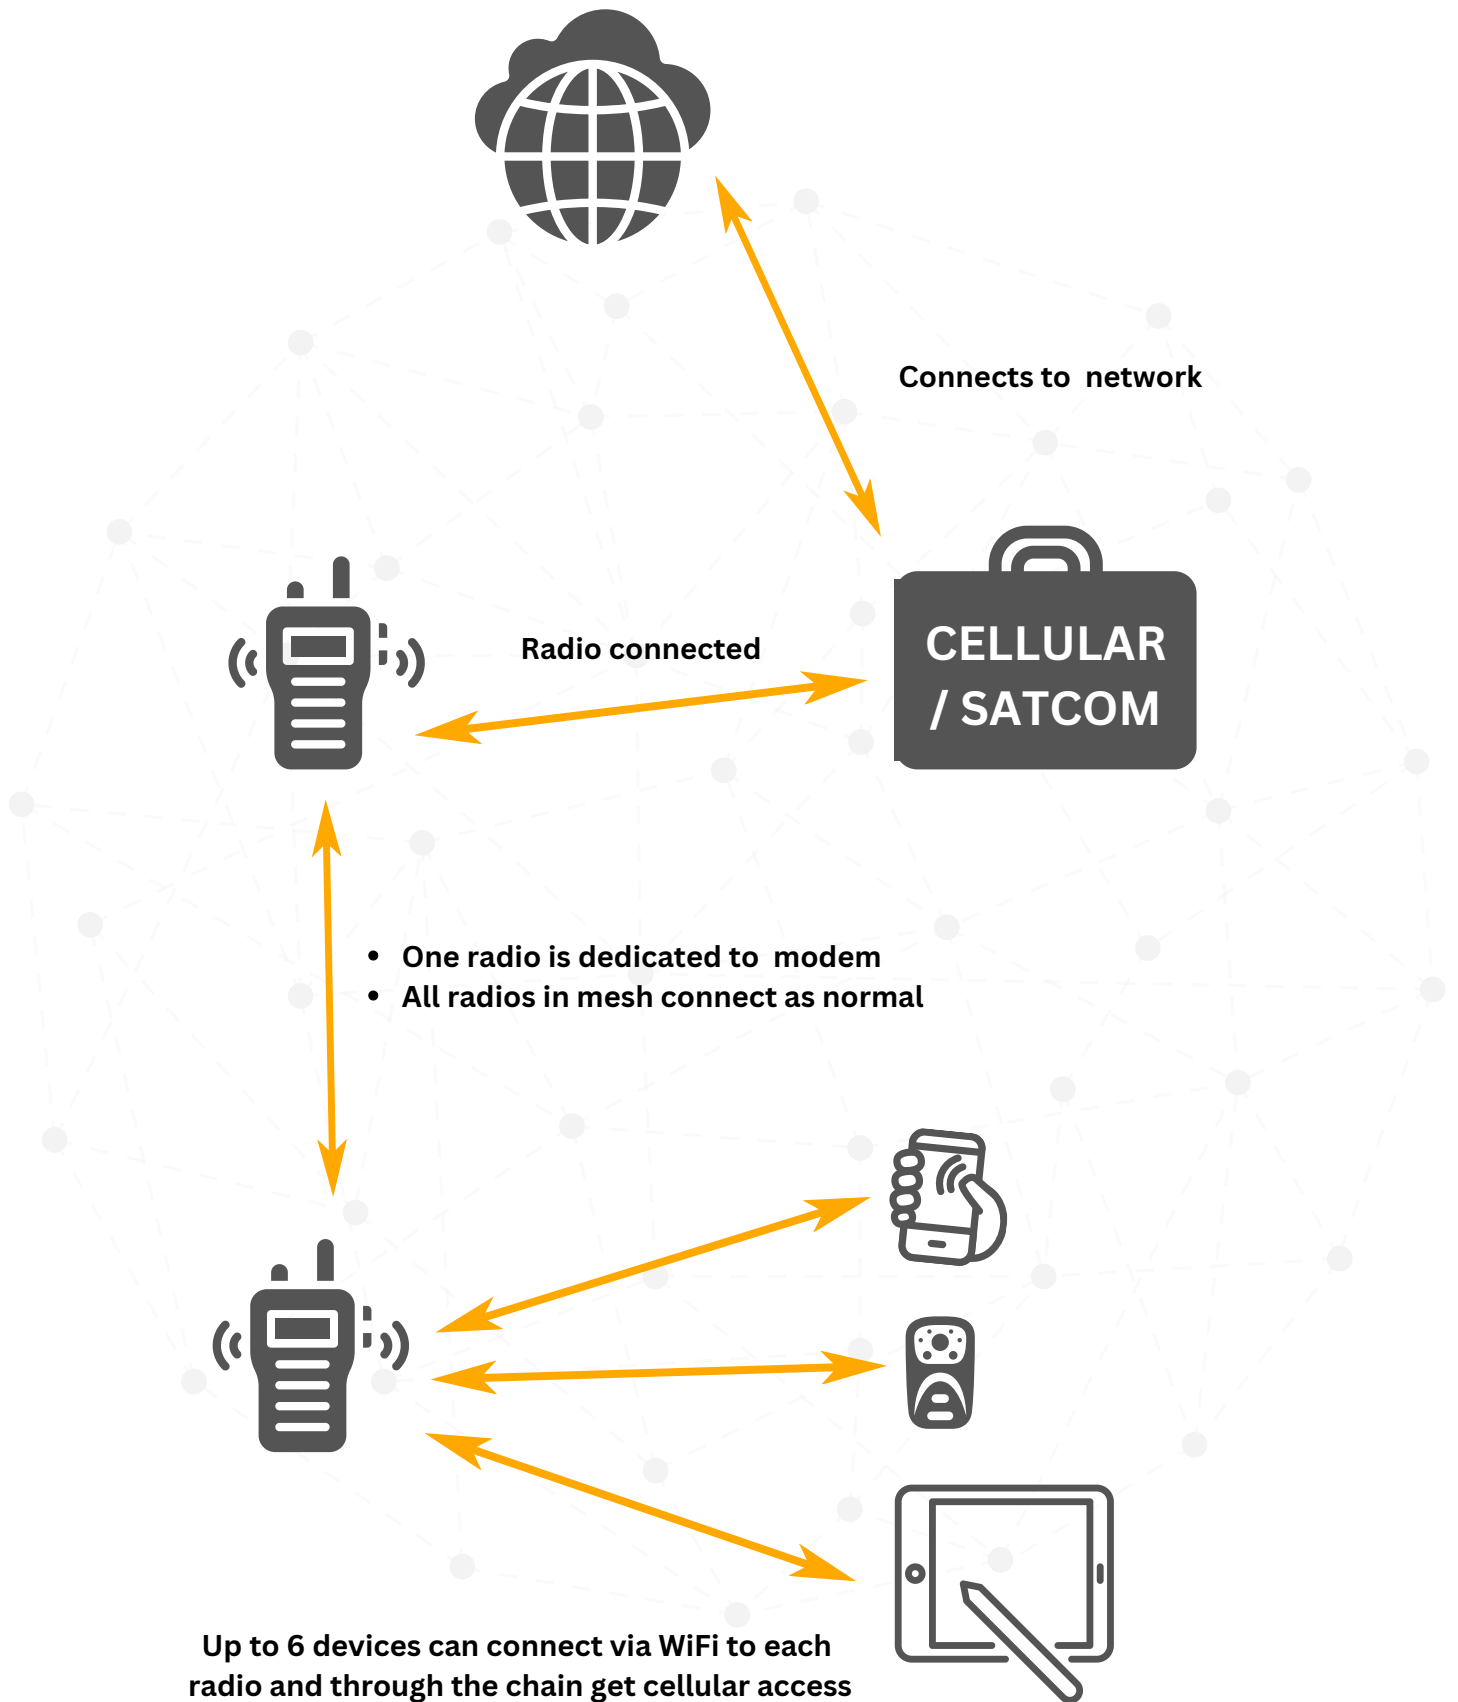 Connects to  network
Radio connected
CELLULAR
/ SATCOM
• One radio is dedicated to  modem
• All radios in mesh connect as normal
Up to 6 devices can connect via WiFi to each
radio and through the chain get cellular access